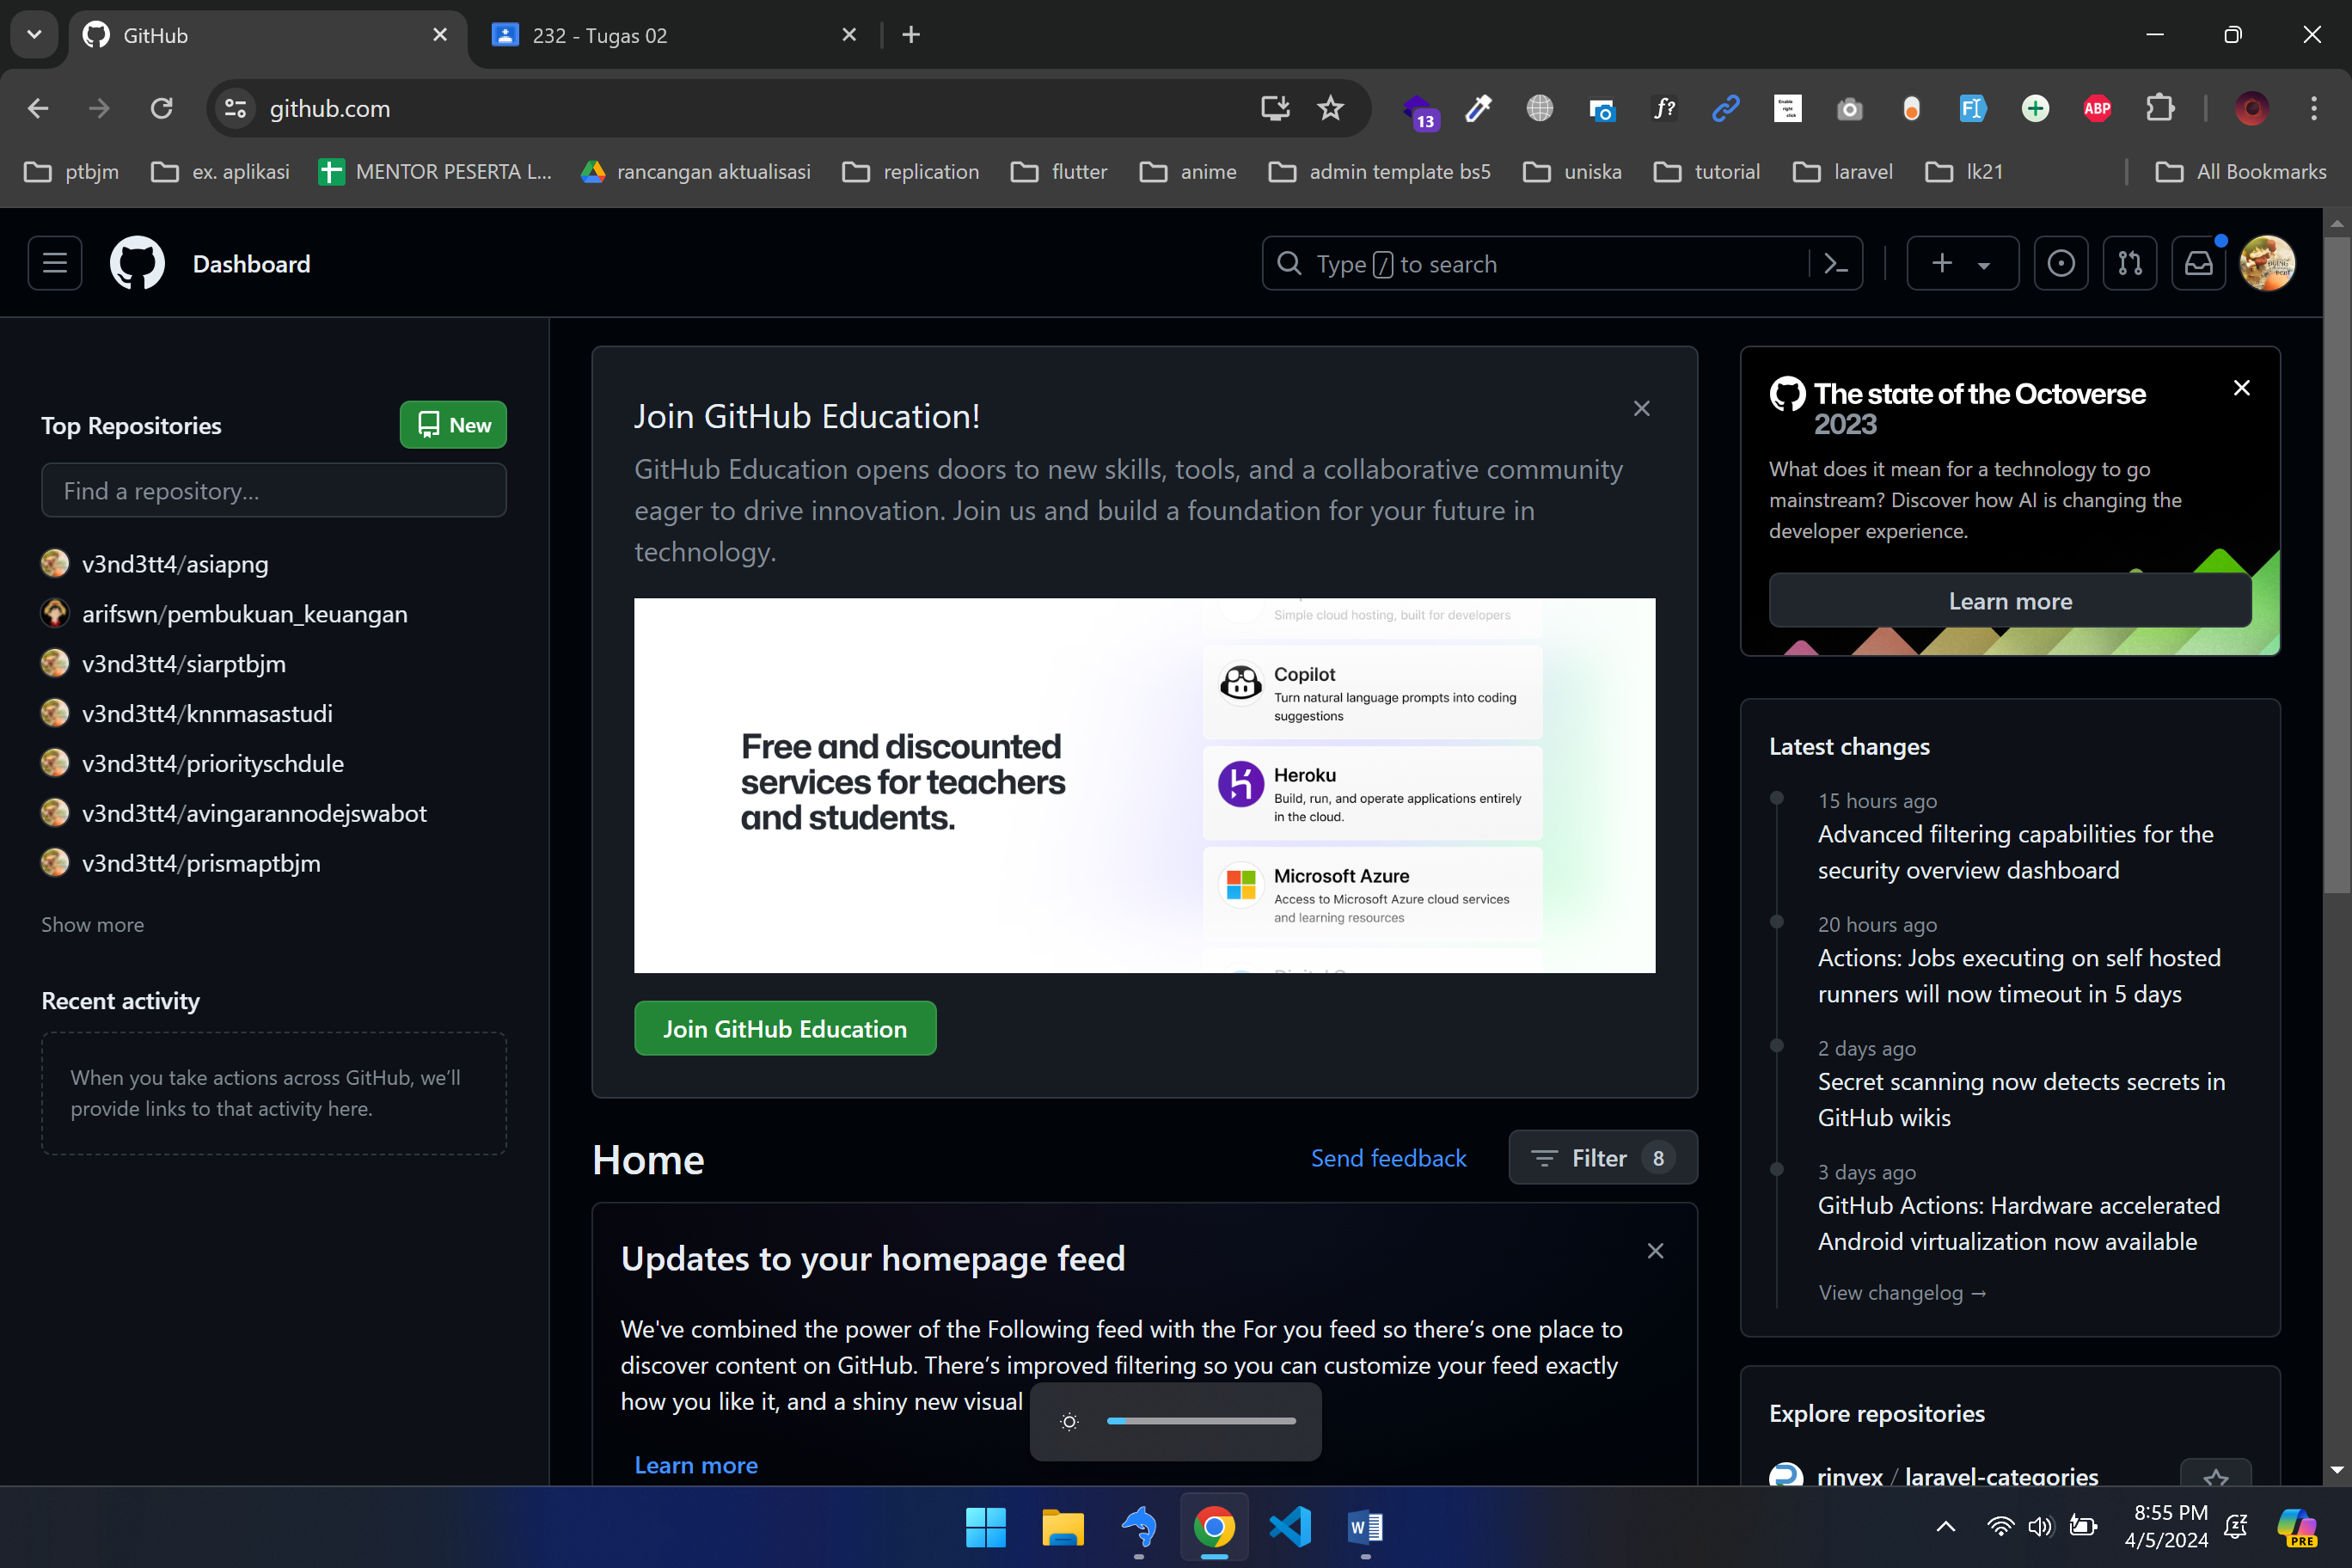 GitHub
232 - Tugas 02
github.com
13
f?
Enable right click
ABP
ptbjm
ex. aplikasi
MENTOR PESERTA L...
rancangan aktualisasi
replication
flutter
anime
admin template bs5
uniska
tutorial
laravel
lk21
All Bookmarks
Dashboard
Type / to search
Top Repositories
New
Find a repository...
v3nd3tt4/asiapng
arifswn/pembukuan_keuangan
v3nd3tt4/siarptbjm
v3nd3tt4/knnmasastudi
v3nd3tt4/priorityschdule
v3nd3tt4/avingarannodejswabot
v3nd3tt4/prismaptbjm
Show more
Recent activity
When you take actions across GitHub, we’ll
provide links to that activity here.
Join GitHub Education!
GitHub Education opens doors to new skills, tools, and a collaborative community
eager to drive innovation. Join us and build a foundation for your future in
technology.
Free and discounted
services for teachers
and students.
Simple cloud hosting, built for developers
Copilot
Turn natural language prompts into coding
suggestions
Heroku
Build, run, and operate applications entirely
in the cloud.
Microsoft Azure
Access to Microsoft Azure cloud services
and learning resources
Join GitHub Education
Home
Send feedback
Filter 8
Updates to your homepage feed
We've combined the power of the Following feed with the For you feed so there’s one place to
discover content on GitHub. There’s improved filtering so you can customize your feed exactly
how you like it, and a shiny new visual
Learn more
The state of the Octoverse
2023
What does it mean for a technology to go
mainstream? Discover how AI is changing the
developer experience.
Learn more
Latest changes
15 hours ago
Advanced filtering capabilities for the
security overview dashboard
20 hours ago
Actions: Jobs executing on self hosted
runners will now timeout in 5 days
2 days ago
Secret scanning now detects secrets in
GitHub wikis
3 days ago
GitHub Actions: Hardware accelerated
Android virtualization now available
View changelog →
Explore repositories
rinvex / laravel-categories
8:55 PM
4/5/2024
PRE